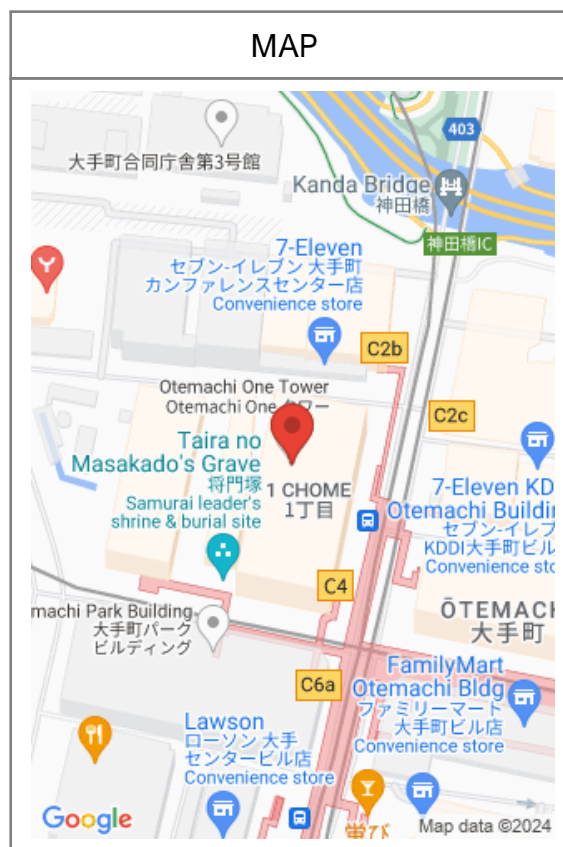 MAP
403
大手町合同庁舎第3号館
Kanda Bridge
神田橋
神田橋IC
7-Eleven
セブン-イレブン 大手町
カンファレンスセンター店
Convenience store
C2b
Otemachi One Tower
Otemachi One
C2c
Taira no
Masakado's Grave
将門塚
Samurai leader's
shrine & burial site
1 CHOME
1丁目
7-Eleven KD
Otemachi Buildin
セブン-イレブ
KDDI大手町ビル
Convenience sto
C4
machi Park Building
大手町パーク
ビルディング
ŌTEMACH
大手町
C6a
FamilyMart
Otemachi Bldg
ファミリーマート
大手町ビル店
Convenience store
Lawson
ローソン 大手
センタービル店
Convenience store
Google
Map data ©2024